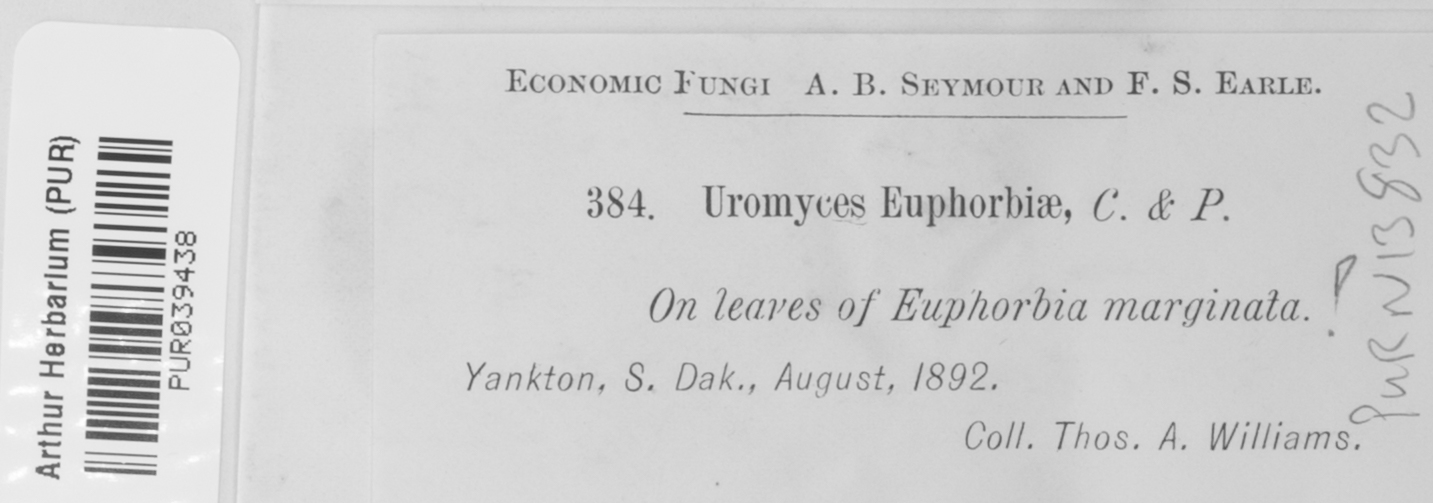 Arthur Herbarium (PUR)
PUR039438
ECONOMIC FUNGI A. B. SEYMOUR AND F. S. EARLE.
384. Uromyces Euphorbiæ, C. & P.
On leaves of Euphorbia marginata. ?
Yankton, S. Dak., August, 1892.
Coll. Thos. A. Williams.
PUR N13832